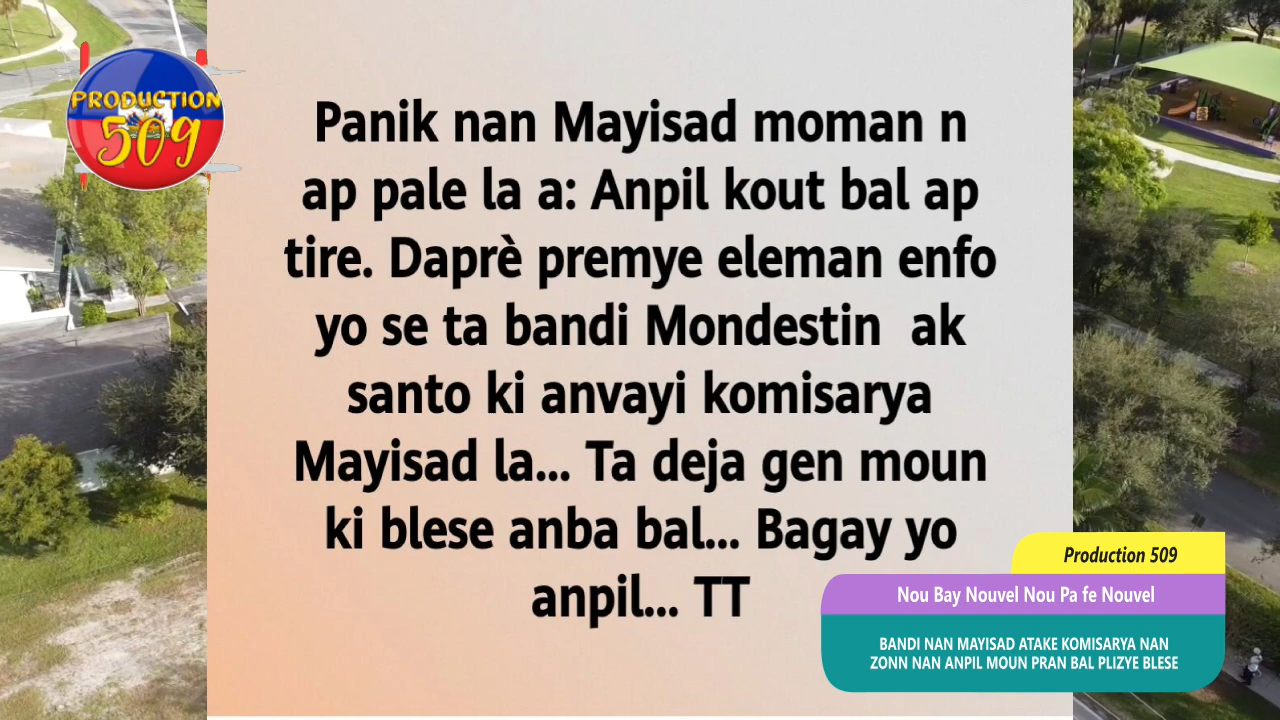 PRODUCTION
509
Panik nan Mayisad moman n
ap pale la a: Anpil kout bal ap
tire. Daprè premye eleman enfo
yo se ta bandi Mondestin ak
santo ki anvayi komisarya
Mayisad la... Ta deja gen moun
ki blese anba bal... Bagay yo
anpil... TT
Production 509
Nou Bay Nouvel Nou Pa fe Nouvel
BANDI NAN MAYISAD ATAKE KOMISARYA NAN
ZONN NAN ANPIL MOUN PRAN BAL PLIZYE BLESE